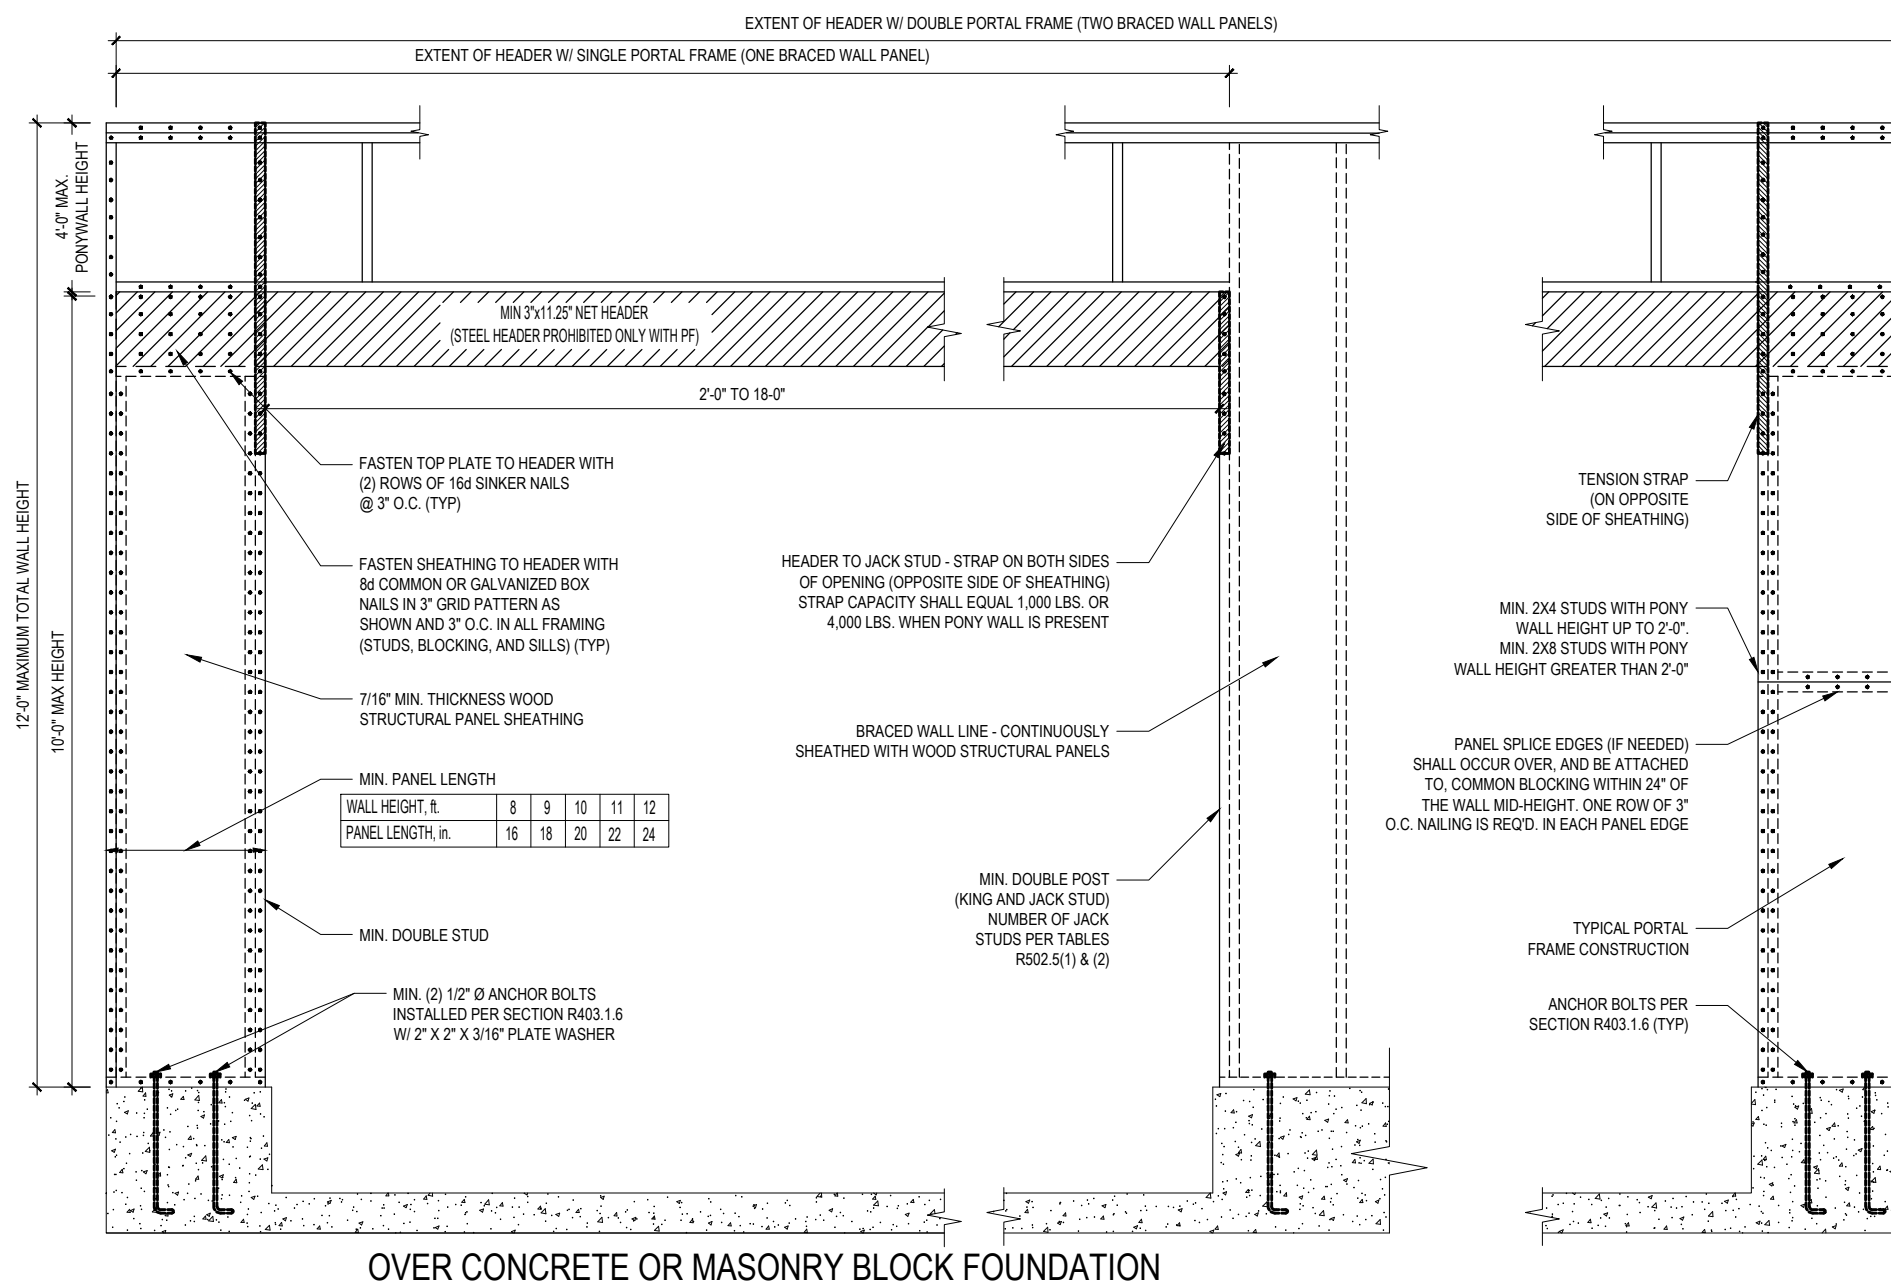 EXTENT OF HEADER W/ DOUBLE PORTAL FRAME (TWO BRACED WALL PANELS)
EXTENT OF HEADER W/ SINGLE PORTAL FRAME (ONE BRACED WALL PANEL)
4'-0" MAX.
PONYWALL HEIGHT
12'-0" MAXIMUM TOTAL WALL HEIGHT
10'-0" MAX HEIGHT
MIN 3"x11.25" NET HEADER
(STEEL HEADER PROHIBITED ONLY WITH PF)
2'-0" TO 18-0"
FASTEN TOP PLATE TO HEADER WITH
(2) ROWS OF 16d SINKER NAILS
@ 3" O.C. (TYP)
FASTEN SHEATHING TO HEADER WITH
8d COMMON OR GALVANIZED BOX
NAILS IN 3" GRID PATTERN AS
SHOWN AND 3" O.C. IN ALL FRAMING
(STUDS, BLOCKING, AND SILLS) (TYP)
7/16" MIN. THICKNESS WOOD
STRUCTURAL PANEL SHEATHING
MIN. PANEL LENGTH
WALL HEIGHT, ft. 8 9 10 11 12
PANEL LENGTH, in. 16 18 20 22 24
MIN. DOUBLE STUD
MIN. (2) 1/2" Ø ANCHOR BOLTS
INSTALLED PER SECTION R403.1.6
W/ 2" X 2" X 3/16" PLATE WASHER
HEADER TO JACK STUD - STRAP ON BOTH SIDES
OF OPENING (OPPOSITE SIDE OF SHEATHING)
STRAP CAPACITY SHALL EQUAL 1,000 LBS. OR
4,000 LBS. WHEN PONY WALL IS PRESENT
BRACED WALL LINE - CONTINUOUSLY
SHEATHED WITH WOOD STRUCTURAL PANELS
MIN. DOUBLE POST
(KING AND JACK STUD)
NUMBER OF JACK
STUDS PER TABLES
R502.5(1) & (2)
TENSION STRAP
(ON OPPOSITE
SIDE OF SHEATHING)
MIN. 2X4 STUDS WITH PONY
WALL HEIGHT UP TO 2'-0".
MIN. 2X8 STUDS WITH PONY
WALL HEIGHT GREATER THAN 2'-0"
PANEL SPLICE EDGES (IF NEEDED)
SHALL OCCUR OVER, AND BE ATTACHED
TO, COMMON BLOCKING WITHIN 24" OF
THE WALL MID-HEIGHT. ONE ROW OF 3"
O.C. NAILING IS REQ'D. IN EACH PANEL EDGE
TYPICAL PORTAL
FRAME CONSTRUCTION
ANCHOR BOLTS PER
SECTION R403.1.6 (TYP)
OVER CONCRETE OR MASONRY BLOCK FOUNDATION